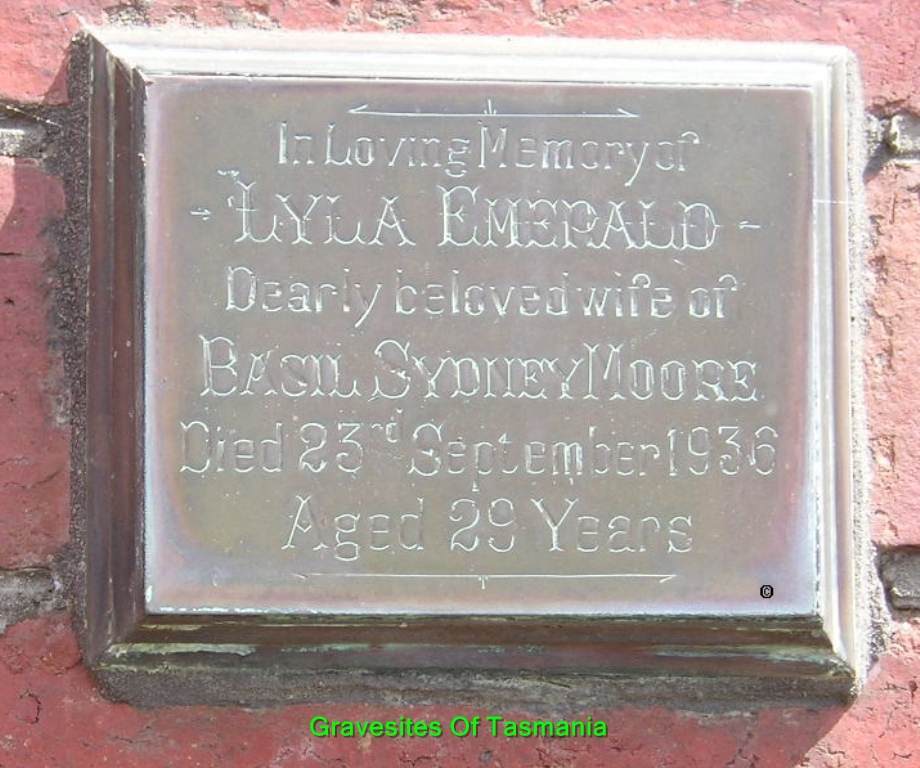 In Loving Memory of
- LYLA EMERALD -
Dearly beloved wife of
BASIL SYDNEY MOORE
Died 23rd September 1936
Aged 29 Years
©
Gravesites Of Tasmania